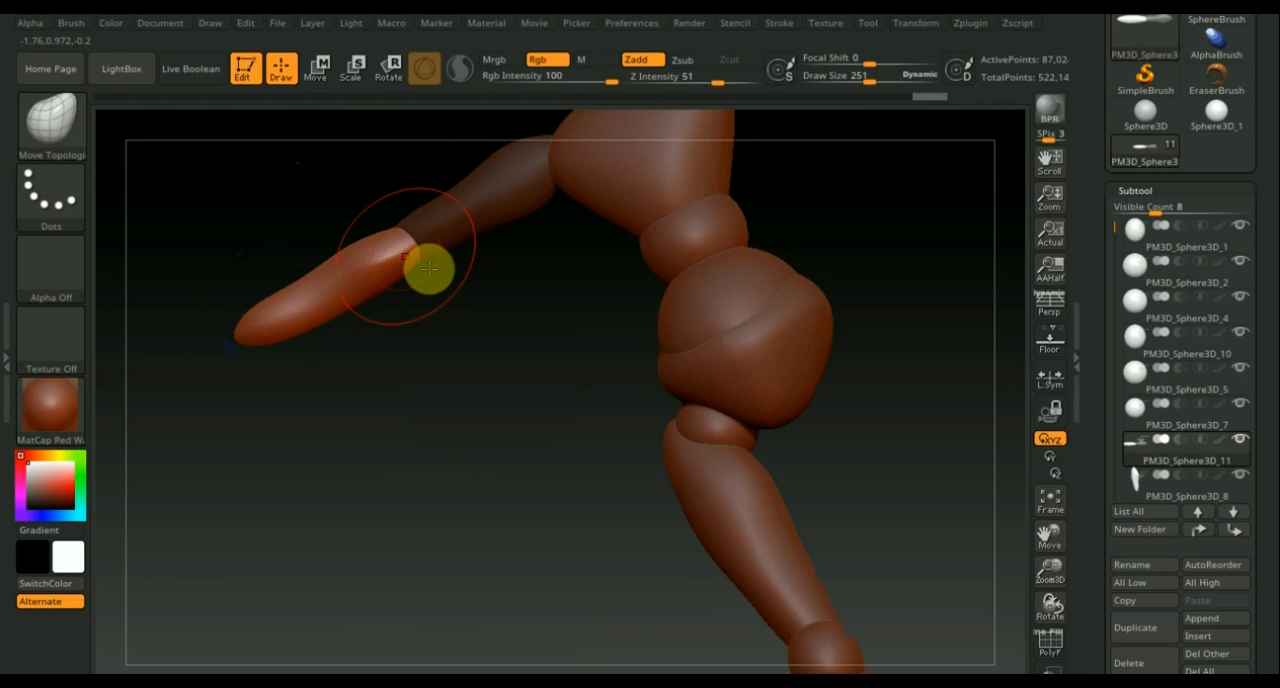 Alpha Brush Color Document Draw Edit File Layer Light Macro Marker Material Movie Picker Preferences Render Stencil Stroke Texture Tool Transform Zplugin Zscript
-1.76,0.972,-0.2
Home Page LightBox Live Boolean Edit Draw Move Scale Rotate
Mrgb Rgb M
Rgb Intensity 100
Zadd Zsub Zcut
Z Intensity 51
S
Focal Shift 0
Draw Size 251 Dynamic
D
ActivePoints: 87,02
TotalPoints: 522,14
Move Topologi
Dots
Alpha Off
Texture Off
MatCap Red Wa
Gradient
SwitchColor
Alternate
BPR
SPix 3
Scroll
Zoom
Actual
AAHalf
Dynamic
Persp
Floor
L.Sym
XYZ
Y
Z
Frame
Move
Zoom3D
Rotate
PolyF
SphereBrush
PM3D_Sphere3
AlphaBrush
SimpleBrush EraserBrush
Sphere3D Sphere3D_1
11
PM3D_Sphere3
Subtool
Visible Count 8
PM3D_Sphere3D_1
PM3D_Sphere3D_2
PM3D_Sphere3D_4
PM3D_Sphere3D_10
PM3D_Sphere3D_5
PM3D_Sphere3D_7
PM3D_Sphere3D_11
PM3D_Sphere3D_8
List All
New Folder
Rename AutoReorder
All Low All High
Copy Paste
Duplicate Append
Insert
Delete Del Other
Del All